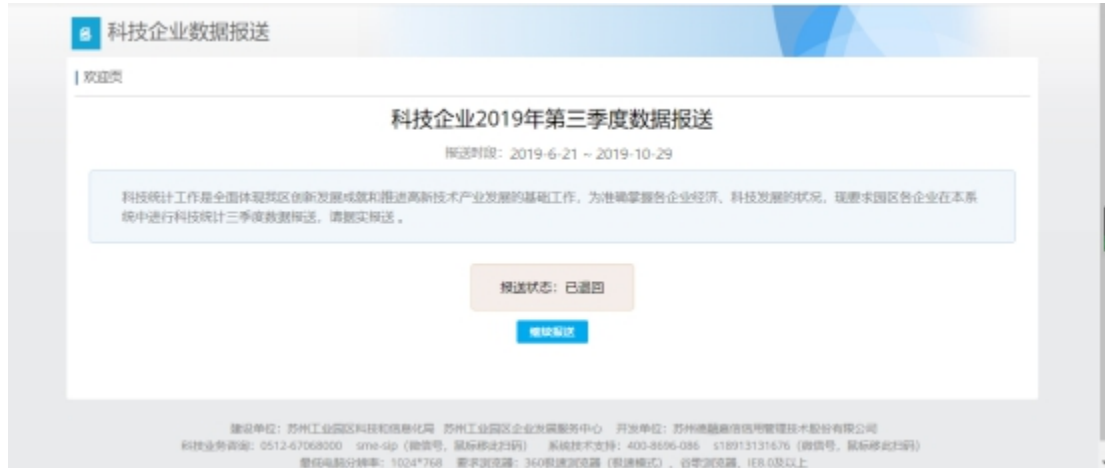 科技企业数据报送
欢迎页
科技企业2019年第三季度数据报送
报送时段：2019-6-21 ~ 2019-10-29
科技统计工作是全面体现我区创新发展成就和推进高新技术产业发展的基础工作，为准确掌握各企业经济、科技发展的状况，现要求园区各企业在本系
统中进行科技统计三季度数据报送，请据实报送 。
报送状态：已退回
继续报送
建设单位：苏州工业园区科技和信息化局 苏州工业园区企业发展服务中心 开发单位：苏州德融嘉信信用管理技术股份有限公司
科技业务咨询：0512-67068000 sme-sip（微信号，鼠标移此扫码） 系统技术支持：400-8696-086 s18913131676（微信号，鼠标移此扫码）
最低电脑分辨率：1024*768 要求浏览器：360极速浏览器（极速模式）、谷歌浏览器、IE8.0及以上